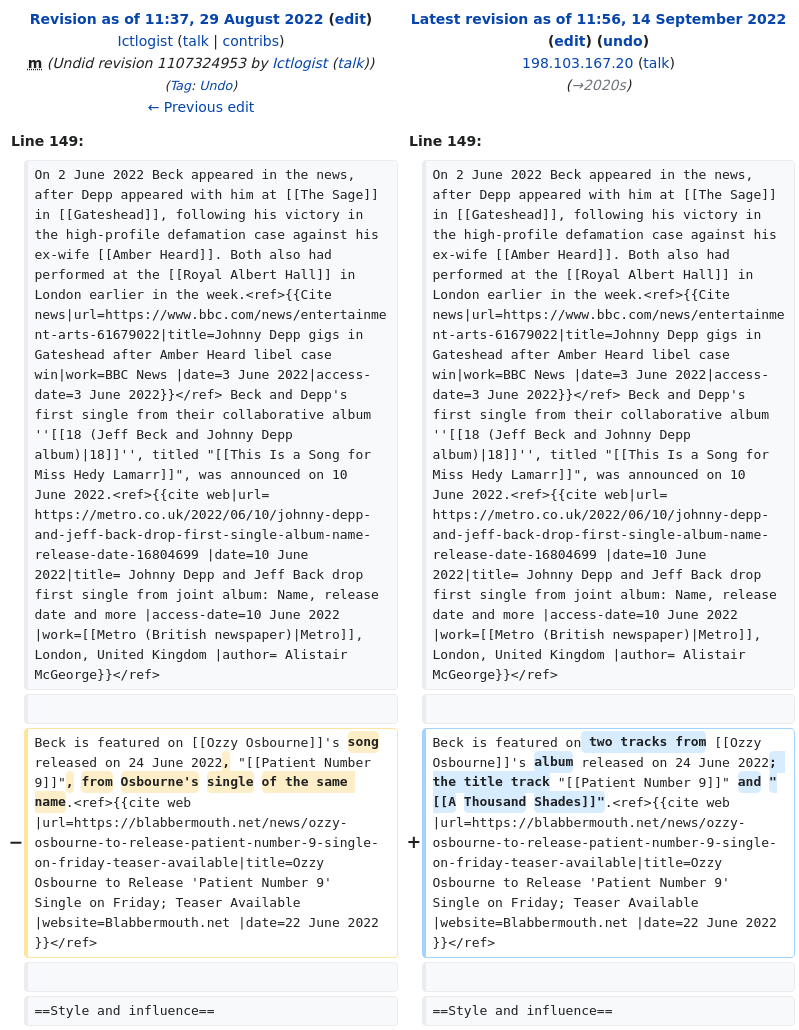 Revision as of 11:37, 29 August 2022 (edit)
Ictlogist (talk | contribs)
m (Undid revision 1107324953 by Ictlogist (talk))
(Tag: Undo)
← Previous edit
Latest revision as of 11:56, 14 September 2022
(edit) (undo)
198.103.167.20 (talk)
(→2020s)
Line 149:
On 2 June 2022 Beck appeared in the news,
after Depp appeared with him at [[The Sage]]
in [[Gateshead]], following his victory in
the high-profile defamation case against his
ex-wife [[Amber Heard]]. Both also had
performed at the [[Royal Albert Hall]] in
London earlier in the week.<ref>{{Cite
news|url=https://www.bbc.com/news/entertainme
nt-arts-61679022|title=Johnny Depp gigs in
Gateshead after Amber Heard libel case
win|work=BBC News |date=3 June 2022|access-
date=3 June 2022}}</ref> Beck and Depp's
first single from their collaborative album
''[[18 (Jeff Beck and Johnny Depp
album)|18]]'', titled "[[This Is a Song for
Miss Hedy Lamarr]]", was announced on 10
June 2022.<ref>{{cite web|url=
https://metro.co.uk/2022/06/10/johnny-depp-
and-jeff-back-drop-first-single-album-name-
release-date-16804699 |date=10 June
2022|title= Johnny Depp and Jeff Back drop
first single from joint album: Name, release
date and more |access-date=10 June 2022
|work=[[Metro (British newspaper)|Metro]],
London, United Kingdom |author= Alistair
McGeorge}}</ref>
− Beck is featured on [[Ozzy Osbourne]]'s song
released on 24 June 2022, "[[Patient Number
9]]", from Osbourne's single of the same
name.<ref>{{cite web
|url=https://blabbermouth.net/news/ozzy-
osbourne-to-release-patient-number-9-single-
on-friday-teaser-available|title=Ozzy
Osbourne to Release 'Patient Number 9'
Single on Friday; Teaser Available
|website=Blabbermouth.net |date=22 June 2022
}}</ref>
==Style and influence==
Line 149:
On 2 June 2022 Beck appeared in the news,
after Depp appeared with him at [[The Sage]]
in [[Gateshead]], following his victory in
the high-profile defamation case against his
ex-wife [[Amber Heard]]. Both also had
performed at the [[Royal Albert Hall]] in
London earlier in the week.<ref>{{Cite
news|url=https://www.bbc.com/news/entertainme
nt-arts-61679022|title=Johnny Depp gigs in
Gateshead after Amber Heard libel case
win|work=BBC News |date=3 June 2022|access-
date=3 June 2022}}</ref> Beck and Depp's
first single from their collaborative album
''[[18 (Jeff Beck and Johnny Depp
album)|18]]'', titled "[[This Is a Song for
Miss Hedy Lamarr]]", was announced on 10
June 2022.<ref>{{cite web|url=
https://metro.co.uk/2022/06/10/johnny-depp-
and-jeff-back-drop-first-single-album-name-
release-date-16804699 |date=10 June
2022|title= Johnny Depp and Jeff Back drop
first single from joint album: Name, release
date and more |access-date=10 June 2022
|work=[[Metro (British newspaper)|Metro]],
London, United Kingdom |author= Alistair
McGeorge}}</ref>
+ Beck is featured on two tracks from [[Ozzy
Osbourne]]'s album released on 24 June 2022;
the title track "[[Patient Number 9]]" and "
[[A Thousand Shades]]".<ref>{{cite web
|url=https://blabbermouth.net/news/ozzy-
osbourne-to-release-patient-number-9-single-
on-friday-teaser-available|title=Ozzy
Osbourne to Release 'Patient Number 9'
Single on Friday; Teaser Available
|website=Blabbermouth.net |date=22 June 2022
}}</ref>
==Style and influence==